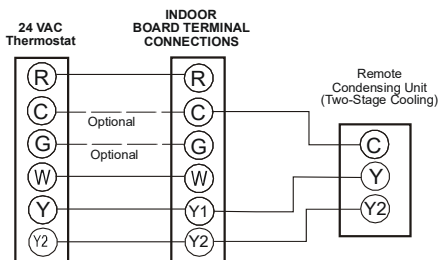 24 VAC
Thermostat
INDOOR
BOARD TERMINAL
CONNECTIONS
Remote
Condensing Unit
(Two-Stage Cooling)
R
R
C
Optional
C
C
G
Optional
G
W
W
Y
Y
Y1
Y2
Y2
Y2